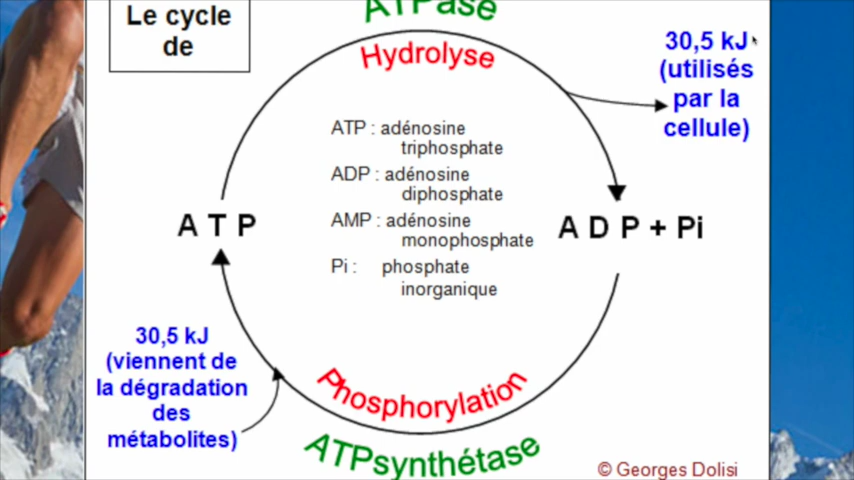 ATPase
Le cycle
de
Hydrolyse
30,5 kJ
(utilisés
par la
cellule)
ATP : adénosine
triphosphate
ADP : adénosine
diphosphate
AMP : adénosine
monophosphate
Pi : phosphate
inorganique
A T P
A D P + Pi
30,5 kJ
(viennent de
la dégradation
des
métabolites)
Phosphorylation
ATPsynthétase
© Georges Dolisi